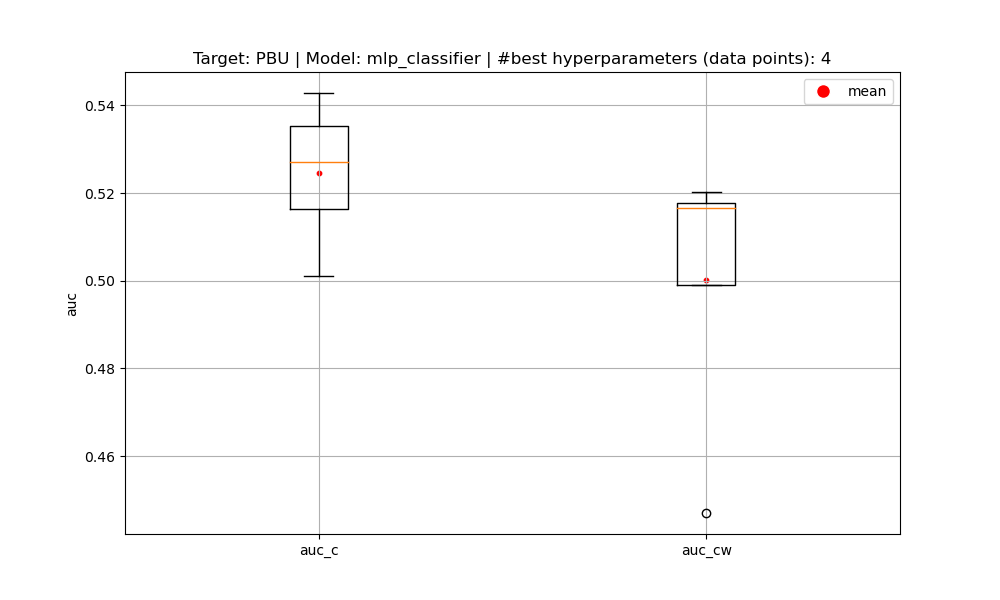 Target: PBU | Model: mlp_classifier | #best hyperparameters (data points): 4
mean
0.54
0.52
0.50
0.48
0.46
auc
auc_c
auc_cw